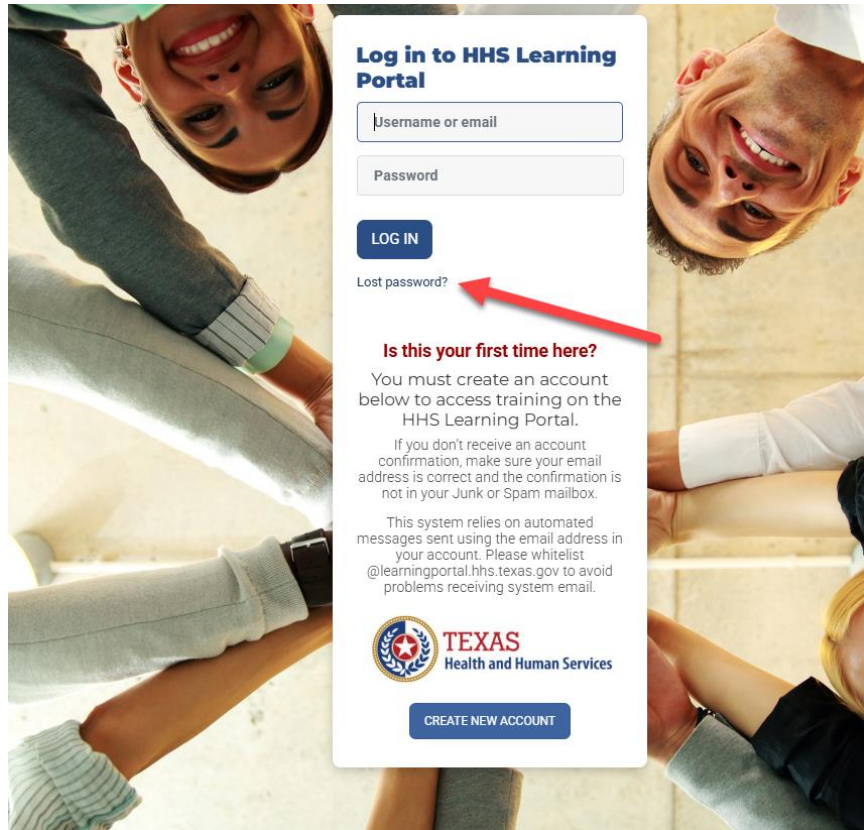 Log in to HHS Learning
Portal
Username or email
Password
LOG IN
Lost password?
Is this your first time here?
You must create an account
below to access training on the
HHS Learning Portal.
If you don't receive an account
confirmation, make sure your email
address is correct and the confirmation is
not in your Junk or Spam mailbox.
This system relies on automated
messages sent using the email address in
your account. Please whitelist
@learningportal.hhs.texas.gov to avoid
problems receiving system email.
TEXAS
Health and Human Services
CREATE NEW ACCOUNT